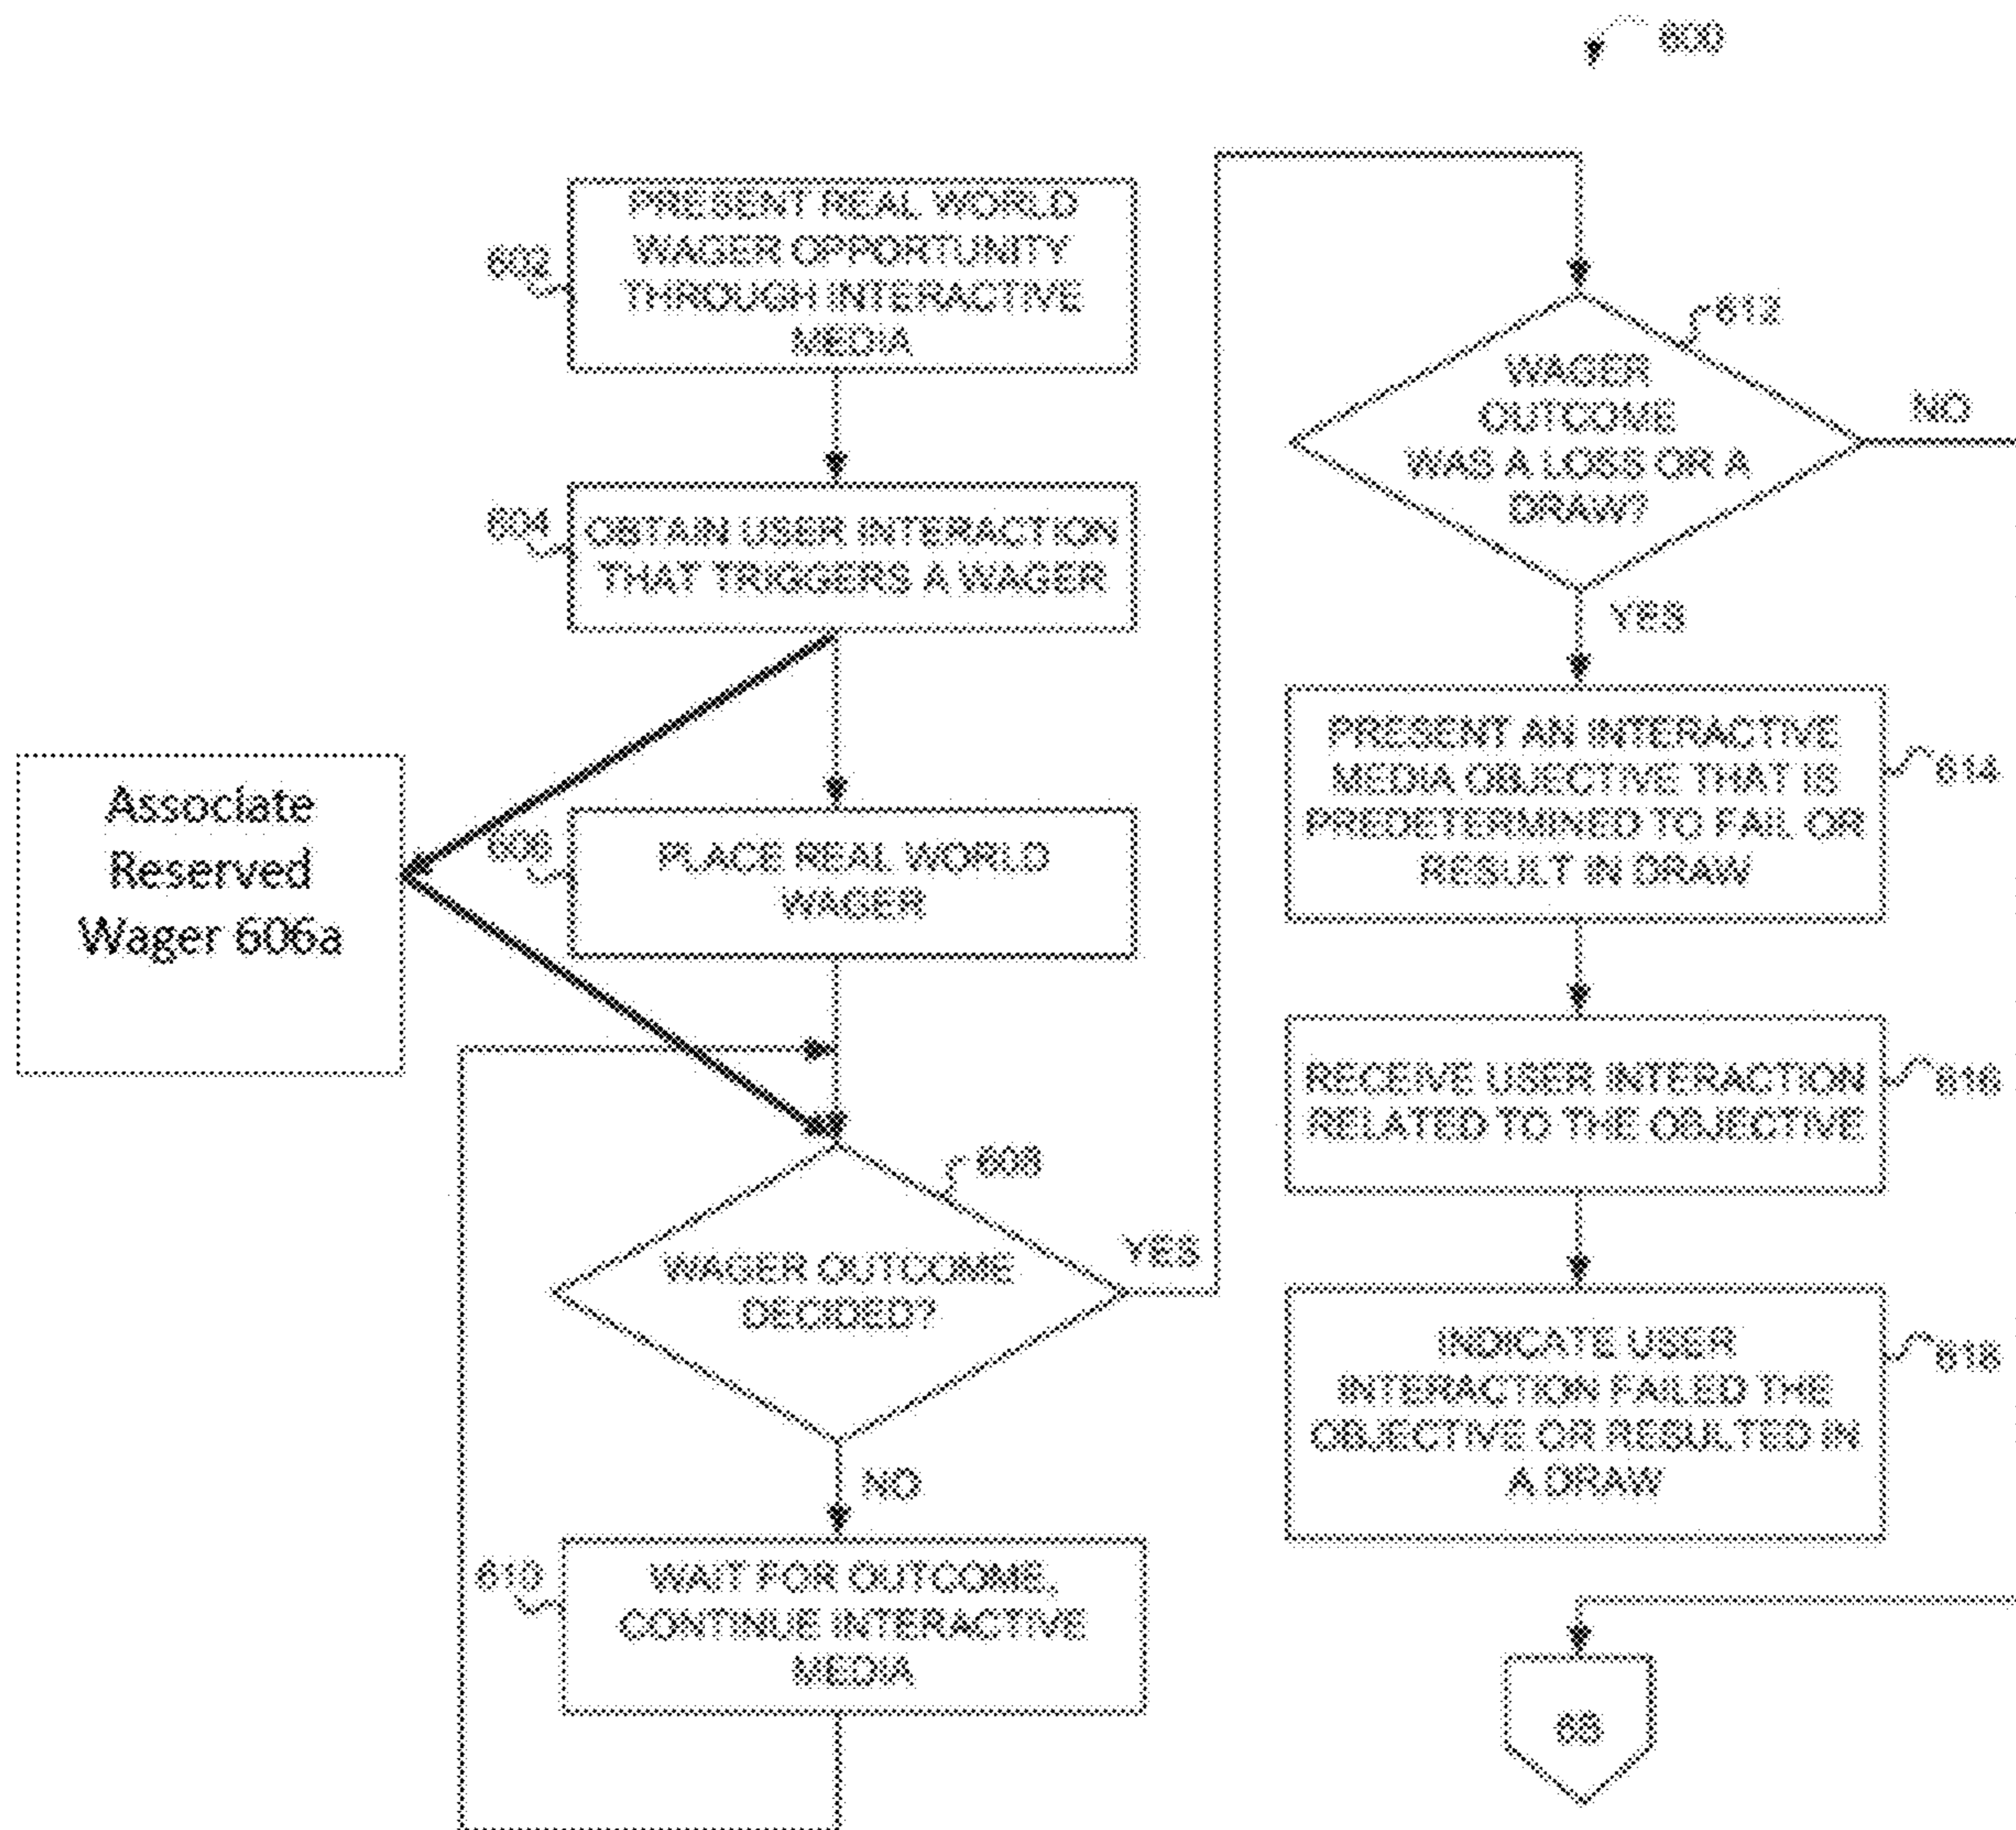 600
PRESENT REAL WORLD
WAGER OPPORTUNITY
THROUGH INTERACTIVE
MEDIA
602
OBTAIN USER INTERACTION
THAT TRIGGERS A WAGER
604
Associate
Reserved
Wager 606a
PLACE REAL WORLD
WAGER
606
WAGER OUTCOME
DECIDED?
608
YES
NO
WAIT FOR OUTCOME,
CONTINUE INTERACTIVE
MEDIA
610
WAGER
OUTCOME
WAS A LOSS OR A
DRAW?
612
NO
YES
PRESENT AN INTERACTIVE
MEDIA OBJECTIVE THAT IS
PREDETERMINED TO FAIL OR
RESULT IN DRAW
614
RECEIVE USER INTERACTION
RELATED TO THE OBJECTIVE
616
INDICATE USER
INTERACTION FAILED THE
OBJECTIVE OR RESULTED IN
A DRAW
618
6B